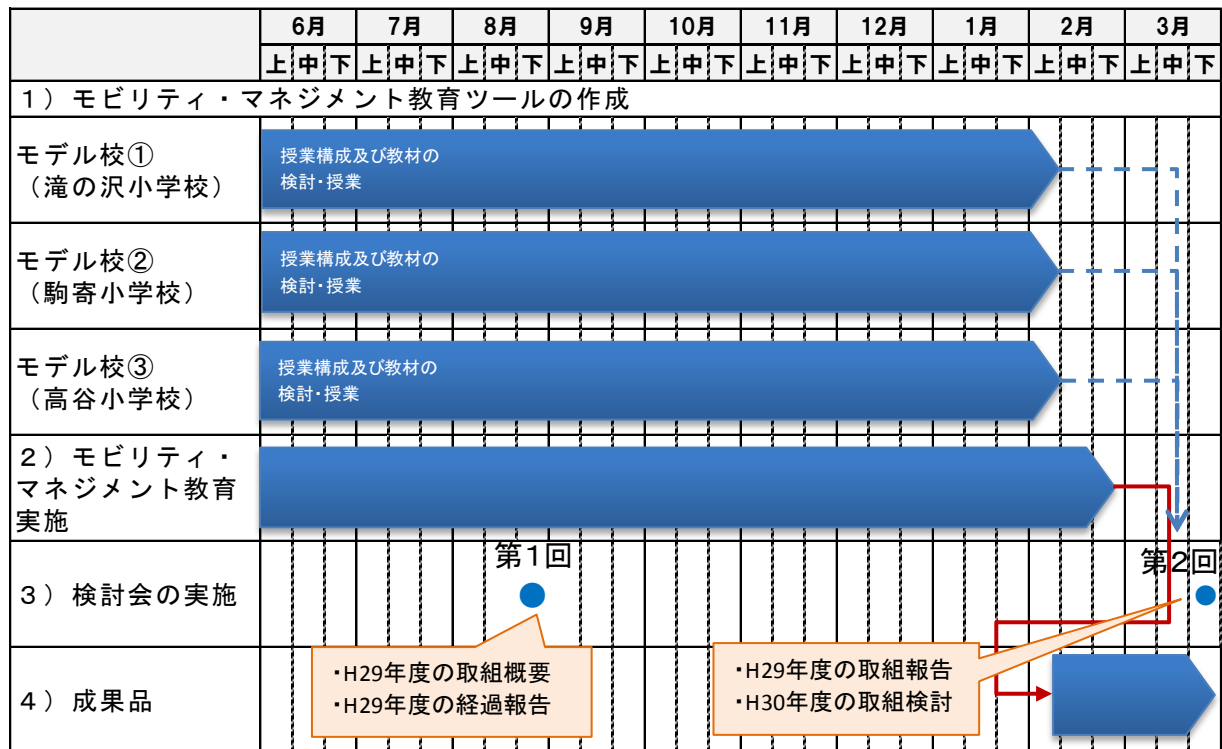 6月 7月 8月 9月 10月 11月 12月 1月 2月 3月
上 中 下 上 中 下 上 中 下 上 中 下 上 中 下 上 中 下 上 中 下 上 中 下 上 中 下 上 中 下
1）モビリティ・マネジメント教育ツールの作成
モデル校①
（滝の沢小学校）
授業構成及び教材の
検討・授業
モデル校②
（駒寄小学校）
授業構成及び教材の
検討・授業
モデル校③
（高谷小学校）
授業構成及び教材の
検討・授業
2）モビリティ・
マネジメント教育
実施
3）検討会の実施
第1回
第2回
・H29年度の取組概要
・H29年度の経過報告
・H29年度の取組報告
・H30年度の取組検討
4）成果品